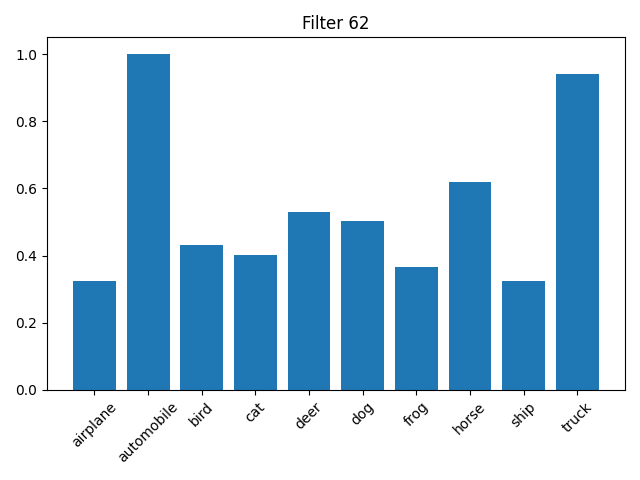 Filter 62
1.0
0.8
0.6
0.4
0.2
0.0
airplane
automobile
bird
cat
deer
dog
frog
horse
ship
truck